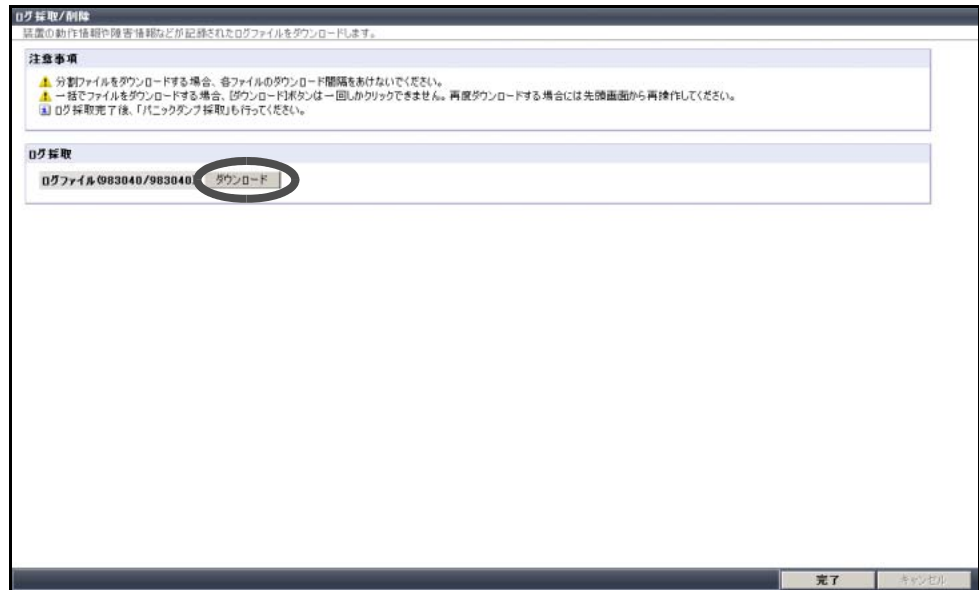 ログ採取/削除
装置の動作情報や障害情報などが記録されたログファイルをダウンロードします。
注意事項
分割ファイルをダウンロードする場合、各ファイルのダウンロード間隔をあけないでください。
一括でファイルをダウンロードする場合、[ダウンロード]ボタンは一回しかクリックできません。再度ダウンロードする場合には先頭画面から再操作してください。
ログ採取完了後、「パニックダンプ採取」も行ってください。
ログ採取
ログファイル(983040/983040) ダウンロード
完了 キャンセル